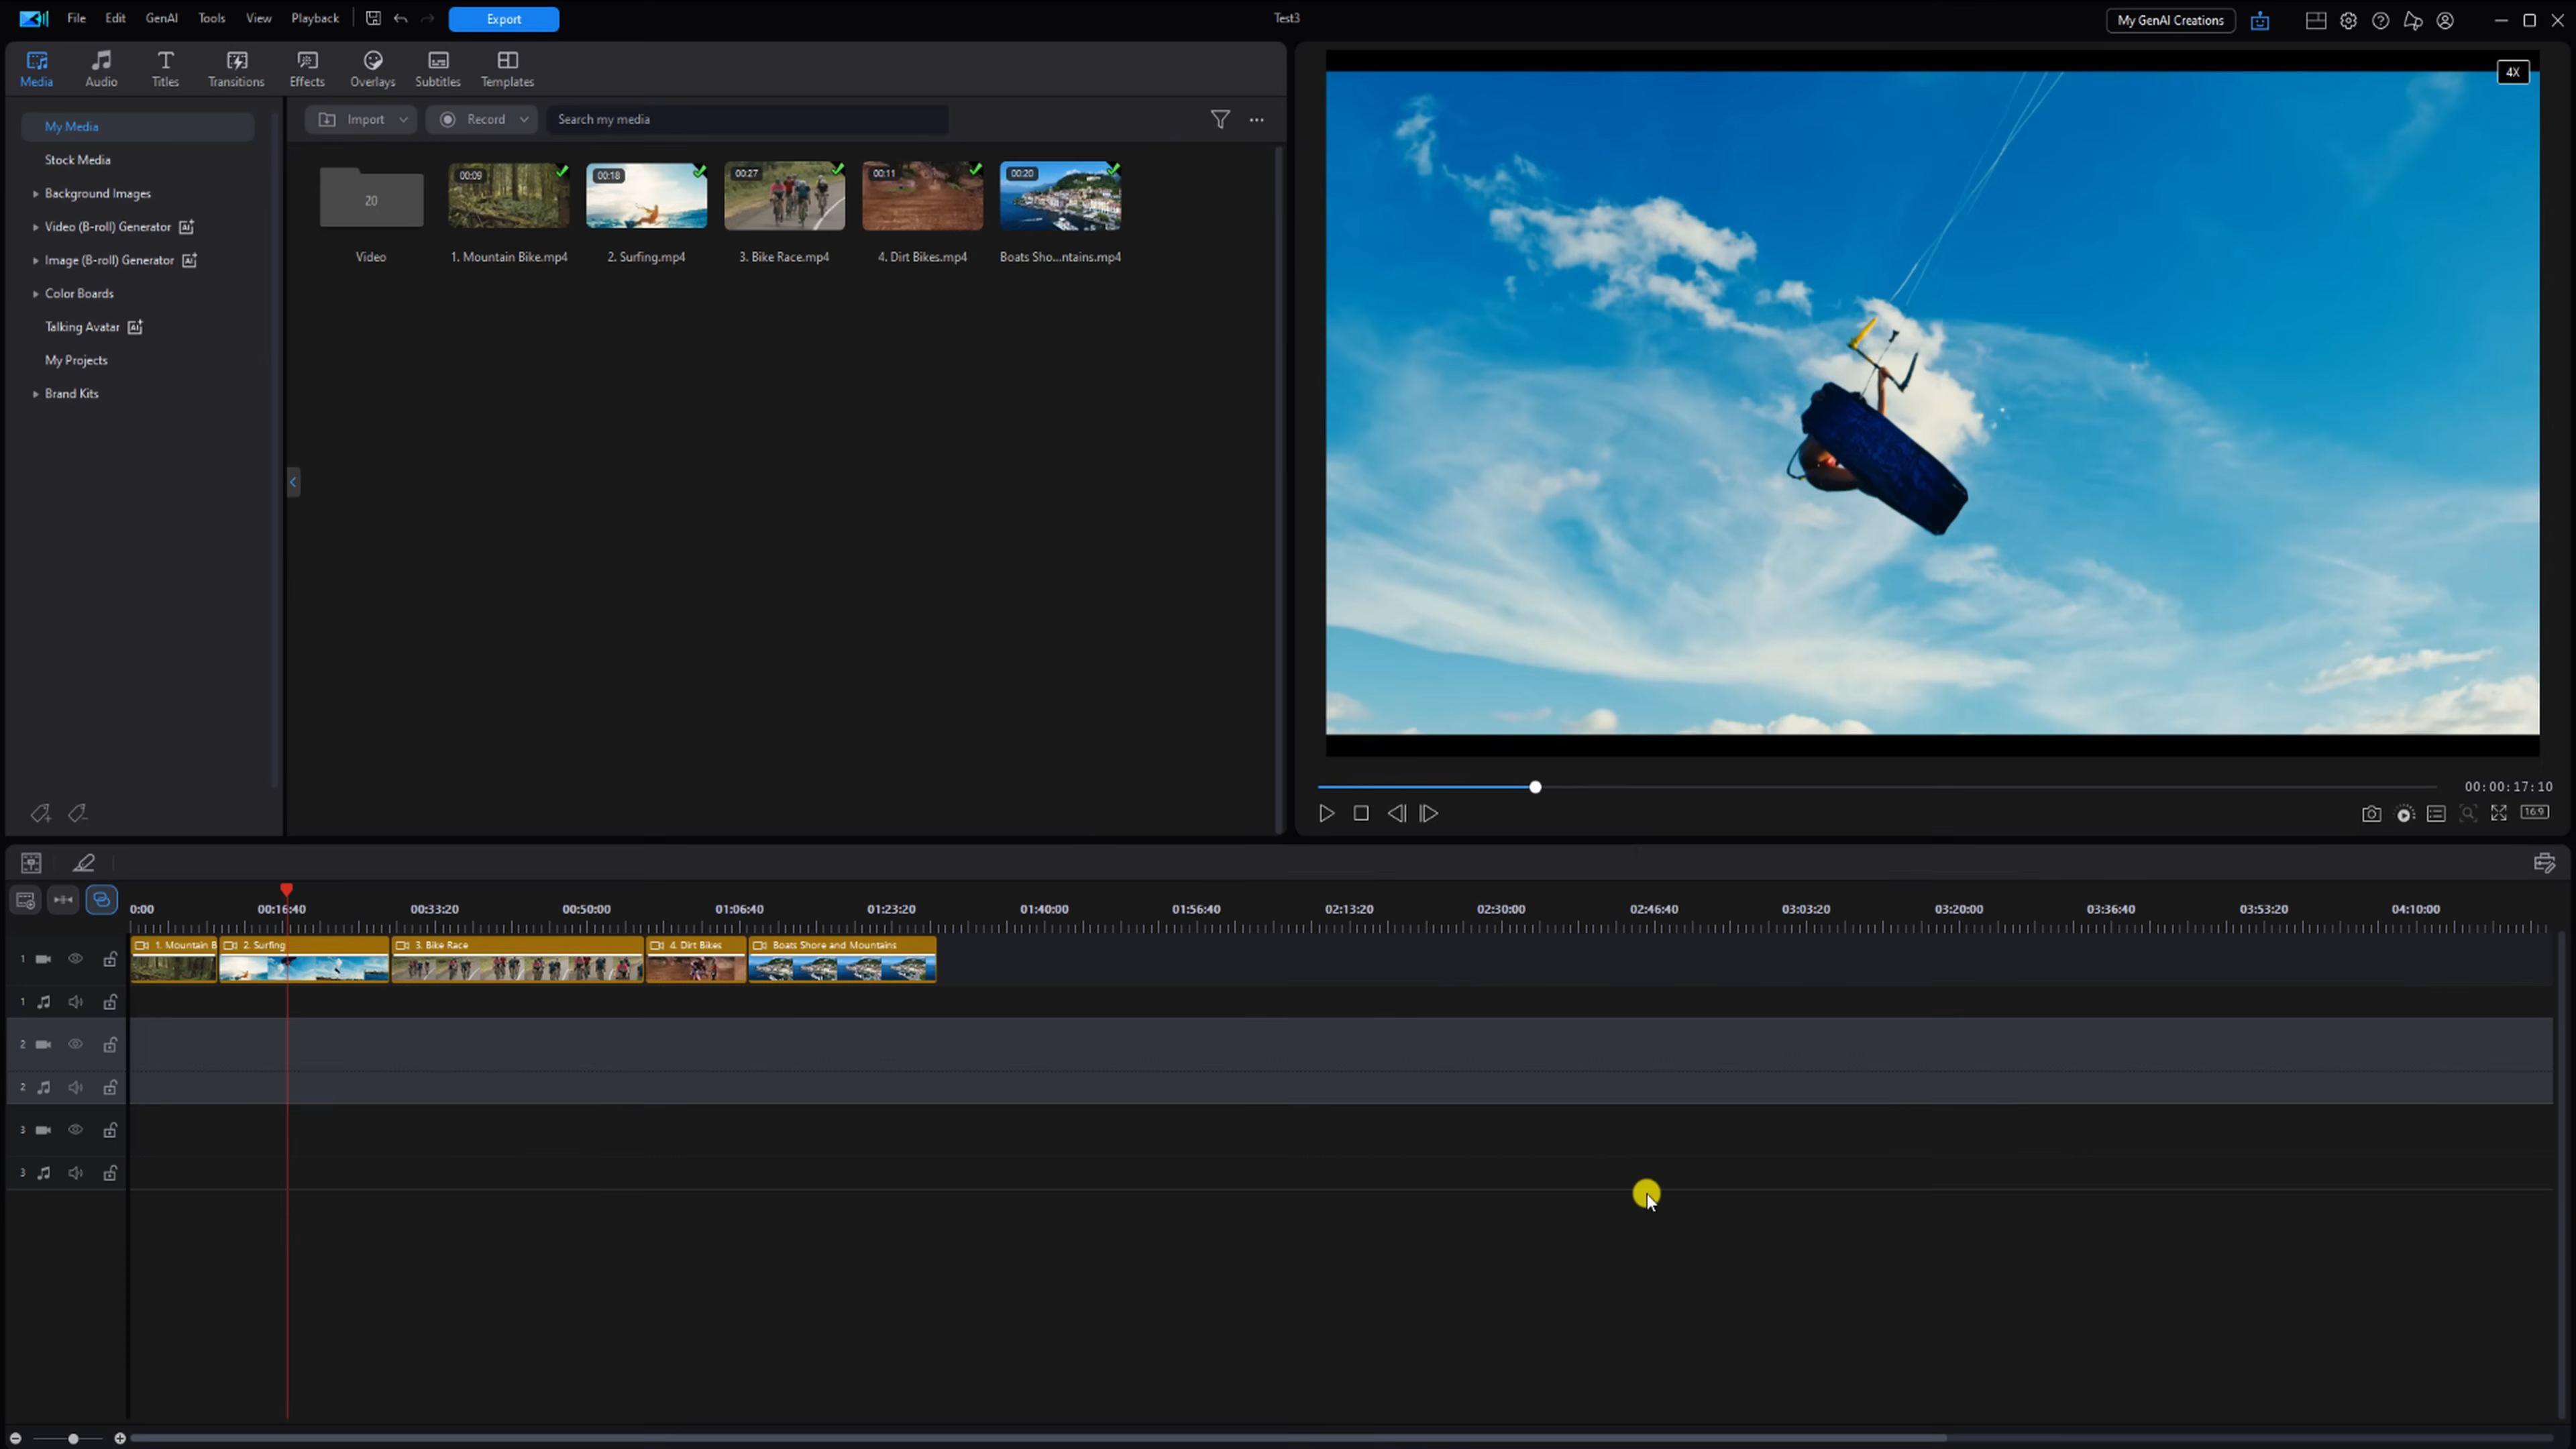 File Edit GenAI Tools View Playback Export Test3 My GenAI Creations
Media Audio Titles Transitions Effects Overlays Subtitles Templates
4X
Import Record Search my media
My Media
Stock Media
Background Images
Video (B-roll) Generator AI
Image (B-roll) Generator AI
Color Boards
Talking Avatar AI
My Projects
Brand Kits
20 00:09 00:18 00:27 00:11 00:20
Video 1. Mountain Bike.mp4 2. Surfing.mp4 3. Bike Race.mp4 4. Dirt Bikes.mp4 Boats Sho...ntains.mp4
00:00:17:10
16:9
0:00 00:16:40 00:33:20 00:50:00 01:06:40 01:23:20 01:40:00 01:56:40 02:13:20 02:30:00 02:46:40 03:03:20 03:20:00 03:36:40 03:53:20 04:10:00
1 1. Mountain B 2. Surfing 3. Bike Race 4. Dirt Bikes Boats Shore and Mountains
1
2
2
3
3